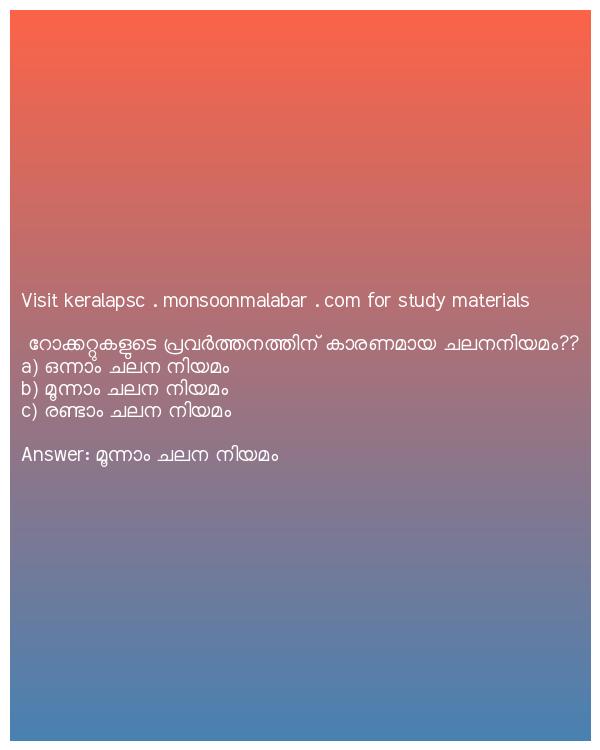 Visit keralapsc . monsoonmalabar . com for study materials
റോക്കറ്റുകളുടെ പ്രവർത്തനത്തിന് കാരണമായ ചലനനിയമം??
a) ഒന്നാം ചലന നിയമം
b) മൂന്നാം ചലന നിയമം
c) രണ്ടാം ചലന നിയമം
Answer: മൂന്നാം ചലന നിയമം